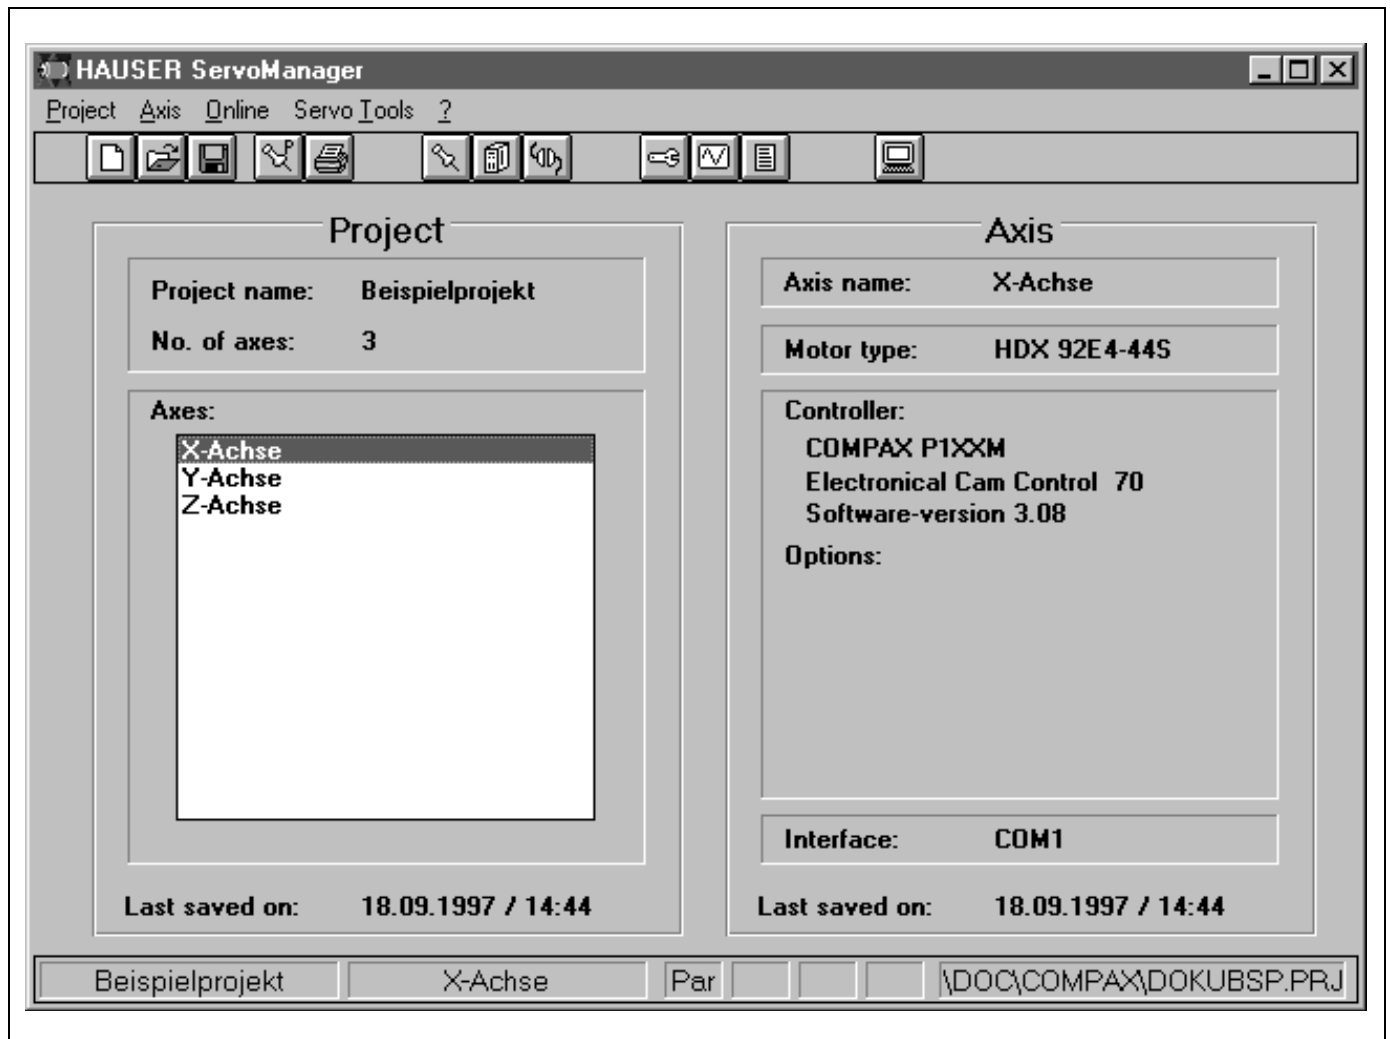 HAUSER ServoManager
Project Axis Online Servo Tools ?
Project
Project name: Beispielprojekt
No. of axes: 3
Axes:
X-Achse
Y-Achse
Z-Achse
Last saved on: 18.09.1997 / 14:44
Axis
Axis name: X-Achse
Motor type: HDX 92E4-44S
Controller:
COMPAX P1XXM
Electronical Cam Control 70
Software-version 3.08
Options:
Interface: COM1
Last saved on: 18.09.1997 / 14:44
Beispielprojekt X-Achse Par \DOC\COMPAX\DOKUBSP.PRJ